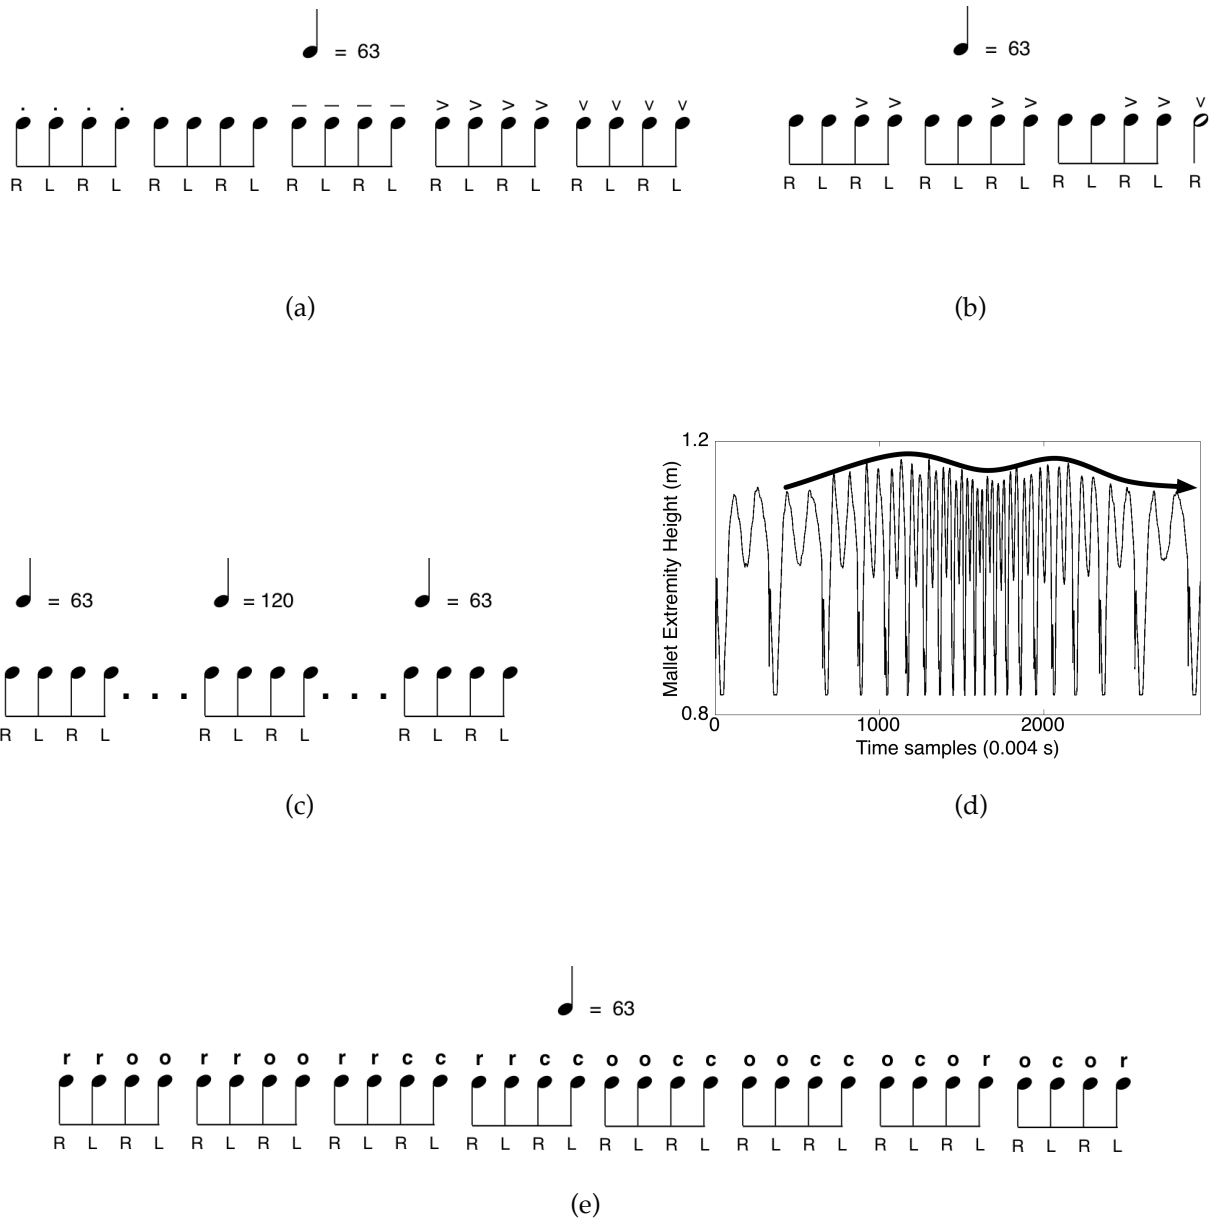 = 63
R L R L R L R L R L R L R L R L R L R L
(a)
= 63
> > > > > > v
R L R L R L R L R L R L R
(b)
= 63 = 120 = 63
. . . . . .
R L R L R L R L R L R L
(c)
1.2
Mallet Extremity Height (m)
0.8
0 1000 2000
Time samples (0.004 s)
(d)
= 63
r r o o r r o o r r c c r r c c o o c c o o c c o c o r o c o r
R L R L R L R L R L R L R L R L R L R L R L R L R L R L R L R L
(e)